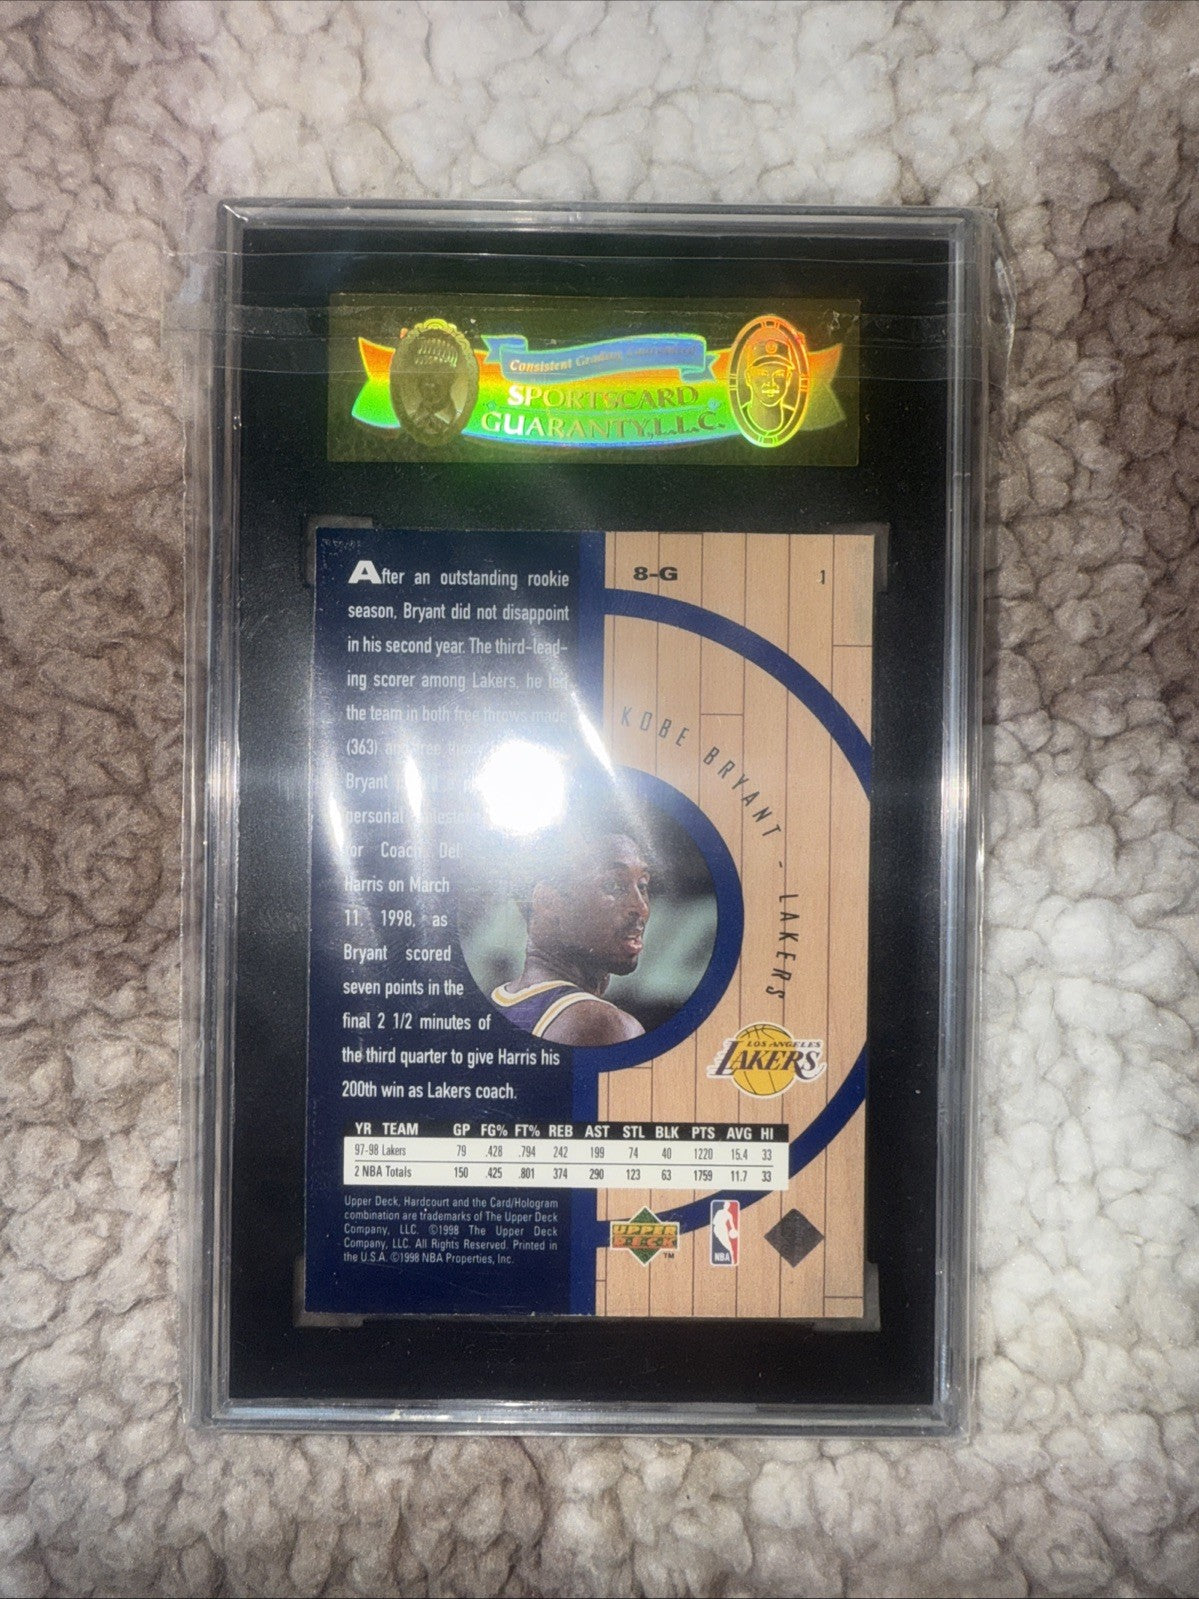 Consistent Grading Guaranteed
SPORTSCARD
GUARANTY, L.L.C.
After an outstanding rookie
season, Bryant did not disappoint
in his second year. The third-lead-
ing scorer among Lakers, he led
the team in both free throws made
(363) and free
Bryant
personal
for Coach Del
Harris on March
11, 1998, as
Bryant scored
seven points in the
final 2 1/2 minutes of
the third quarter to give Harris his
200th win as Lakers coach.
8-G 1
KOBE BRYANT - LAKERS
LOS ANGELES
LAKERS
YR TEAM GP FG% FT% REB AST STL BLK PTS AVG HI
97-98 Lakers 79 .428 .794 242 199 74 40 1220 15.4 33
2 NBA Totals 150 .425 .801 374 290 123 63 1759 11.7 33
Upper Deck, Hardcourt and the Card/Hologram
combination are trademarks of The Upper Deck
Company, LLC. ©1998 The Upper Deck
Company, LLC. All Rights Reserved. Printed in
the U.S.A. ©1998 NBA Properties, Inc.
UPPER
DECK
TM
NBA